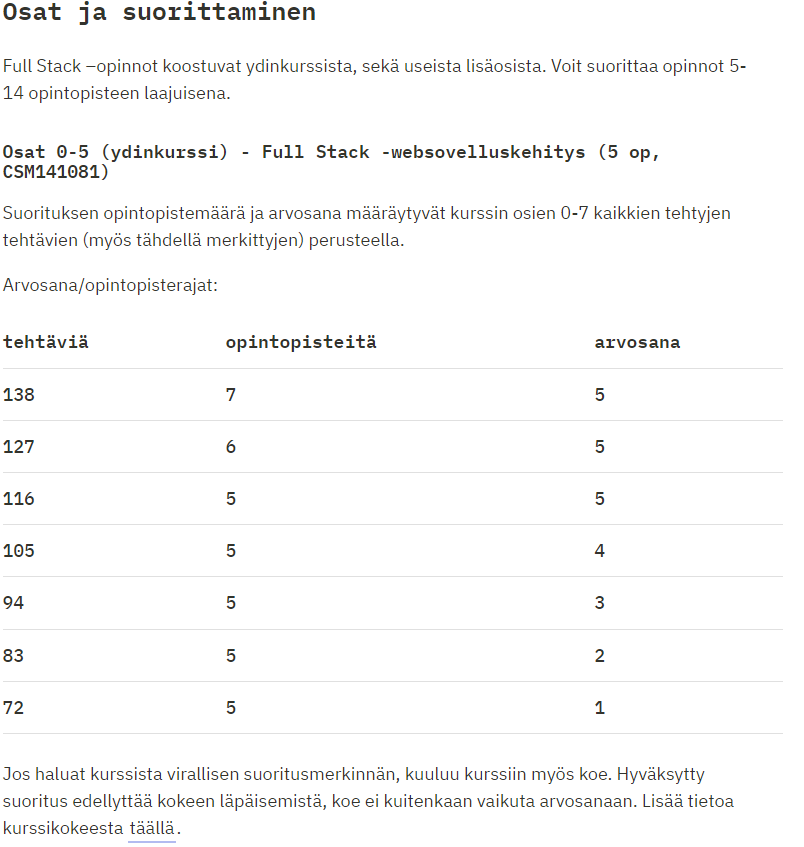 Osat ja suorittaminen
Full Stack –opinnot koostuvat ydinkurssista, sekä useista lisäosista. Voit suorittaa opinnot 5-
14 opintopisteen laajuisena.
Osat 0-5 (ydinkurssi) - Full Stack -websovelluskehitys (5 op,
CSM141081)
Suorituksen opintopistemäärä ja arvosana määräytyvät kurssin osien 0-7 kaikkien tehtyjen
tehtävien (myös tähdellä merkittyjen) perusteella.
Arvosana/opintopisterajat:
tehtäviä opintopisteitä arvosana
138 7 5
127 6 5
116 5 5
105 5 4
94 5 3
83 5 2
72 5 1
Jos haluat kurssista virallisen suoritusmerkinnän, kuuluu kurssiin myös koe. Hyväksytty
suoritus edellyttää kokeen läpäisemistä, koe ei kuitenkaan vaikuta arvosanaan. Lisää tietoa
kurssikokeesta täällä.